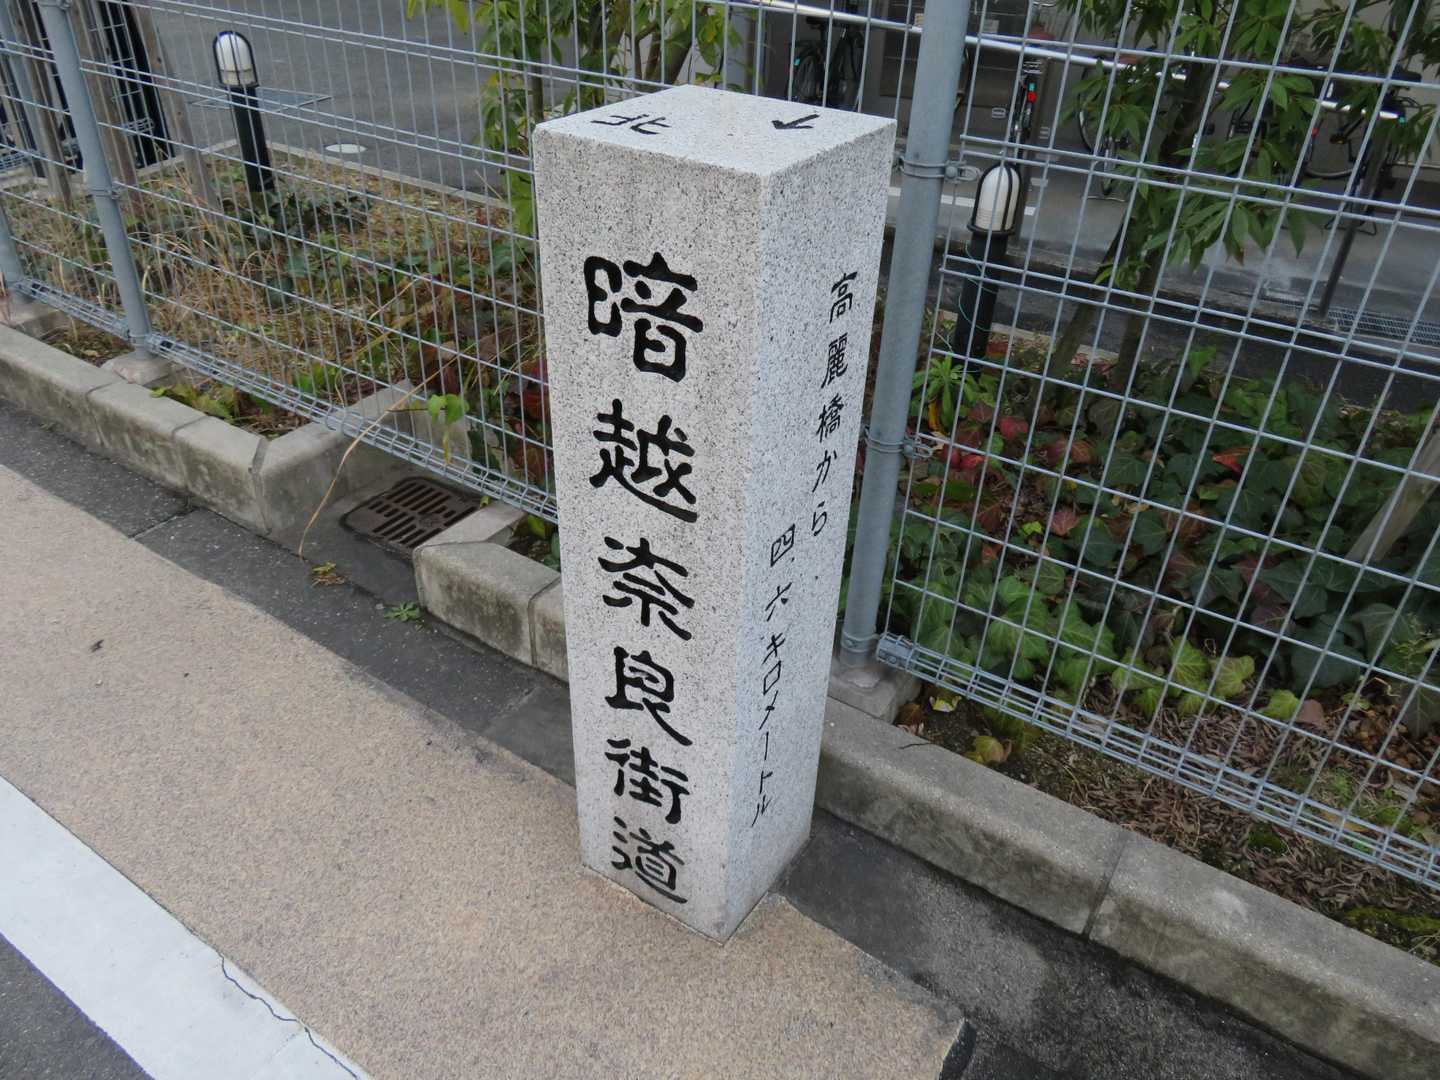 北
暗越奈良街道
高麗橋から
四.六キロメートル